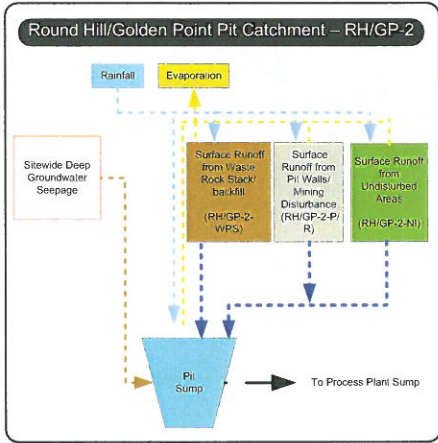 Round Hill/Golden Point Pit Catchment – RH/GP-2
Rainfall
Evaporation
Sitewide Deep
Groundwater
Seepage
Surface Runoff
from Waste
Rock Stack/
backfill
(RH/GP-2-
WRS)
Surface
Runoff from
Pit Walls/
Mining
Disturbance
(RH/GP-2-P/
R)
Surface Runoff
from
Undisturbed
Areas
(RH/GP-2-NI)
Pit
Sump
To Process Plant Sump